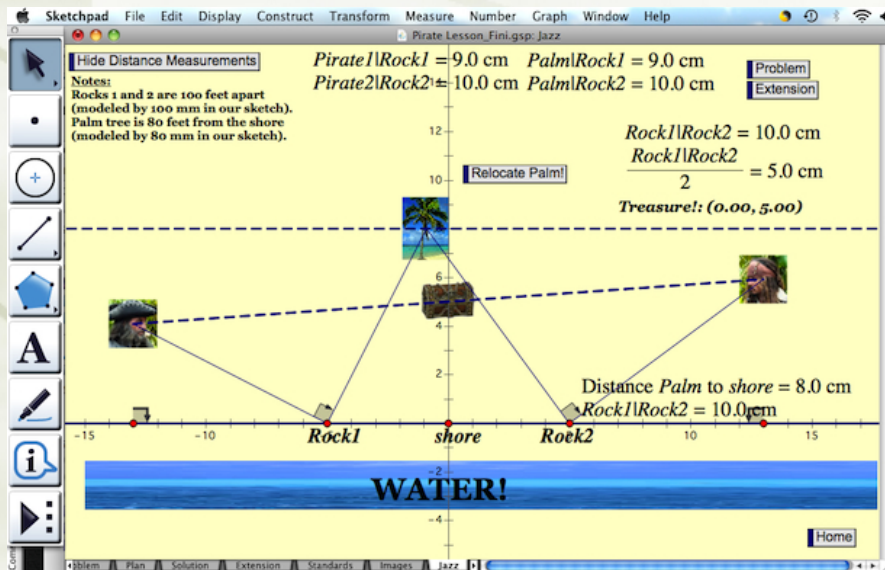 Sketchpad File Edit Display Construct Transform Measure Number Graph Window Help
Pirate Lesson_Fini.gsp: Jazz
Hide Distance Measurements
Pirate1\Rock1 = 9.0 cm Palm\Rock1 = 9.0 cm
Pirate2\Rock2 = 10.0 cm Palm\Rock2 = 10.0 cm
Problem
Extension
Notes:
Rocks 1 and 2 are 100 feet apart
(modeled by 100 mm in our sketch).
Palm tree is 80 feet from the shore
(modeled by 80 mm in our sketch).
14
12
10
Rock1\Rock2 = 10.0 cm
Rock1\Rock2
2
= 5.0 cm
Relocate Palm!
Treasure!: (0.00, 5.00)
6
4
2
Distance Palm to shore = 8.0 cm
Rock1\Rock2 = 10.0 cm
-15 -10 10 15
Rock1 shore Rock2
-2
WATER!
-4
Home
A
Plan Solution Extension Standards Images Jazz